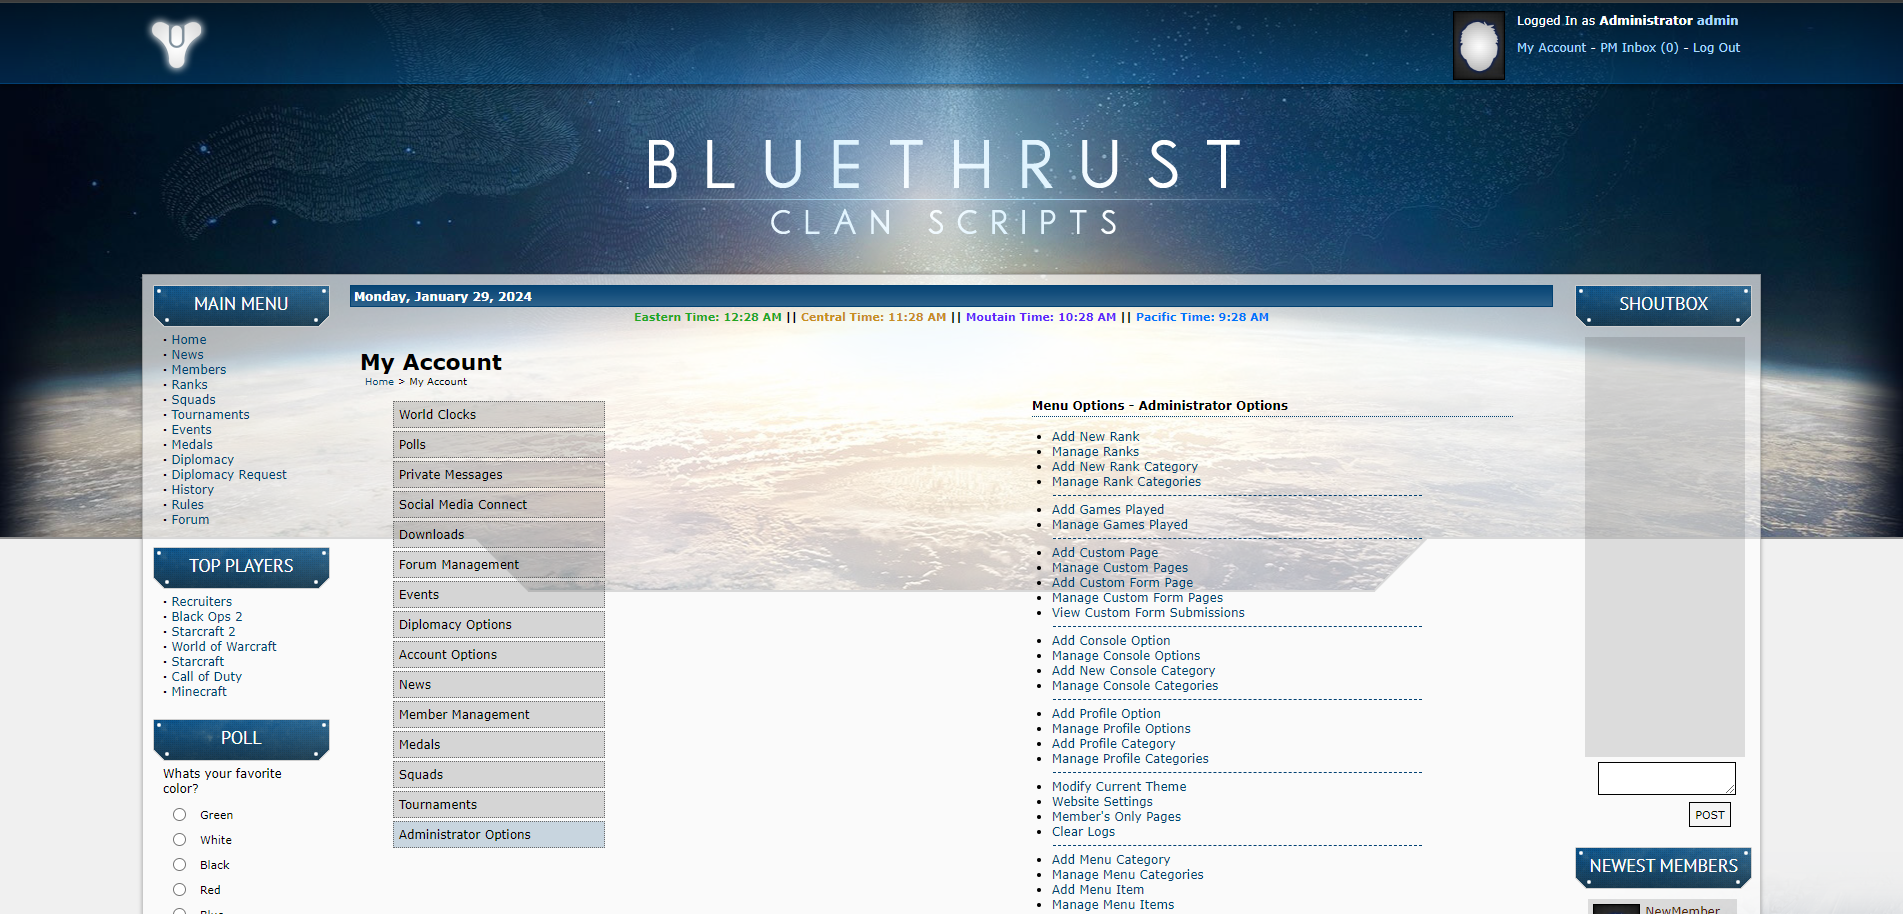 Logged In as Administrator admin
My Account - PM Inbox (0) - Log Out
BLUETHRUST
CLAN SCRIPTS
MAIN MENU
• Home
• News
• Members
• Ranks
• Squads
• Tournaments
• Events
• Medals
• Diplomacy
• Diplomacy Request
• History
• Rules
• Forum
TOP PLAYERS
• Recruiters
• Black Ops 2
• Starcraft 2
• World of Warcraft
• Starcraft
• Call of Duty
• Minecraft
POLL
Whats your favorite
color?
Green
White
Black
Red
Blue
Monday, January 29, 2024
Eastern Time: 12:28 AM || Central Time: 11:28 AM || Moutain Time: 10:28 AM || Pacific Time: 9:28 AM
My Account
Home > My Account
World Clocks
Polls
Private Messages
Social Media Connect
Downloads
Forum Management
Events
Diplomacy Options
Account Options
News
Member Management
Medals
Squads
Tournaments
Administrator Options
Menu Options - Administrator Options
• Add New Rank
• Manage Ranks
• Add New Rank Category
• Manage Rank Categories
• Add Games Played
• Manage Games Played
• Add Custom Page
• Manage Custom Pages
• Add Custom Form Page
• Manage Custom Form Pages
• View Custom Form Submissions
• Add Console Option
• Manage Console Options
• Add New Console Category
• Manage Console Categories
• Add Profile Option
• Manage Profile Options
• Add Profile Category
• Manage Profile Categories
• Modify Current Theme
• Website Settings
• Member's Only Pages
• Clear Logs
• Add Menu Category
• Manage Menu Categories
• Add Menu Item
• Manage Menu Items
SHOUTBOX
POST
NEWEST MEMBERS
NewMember